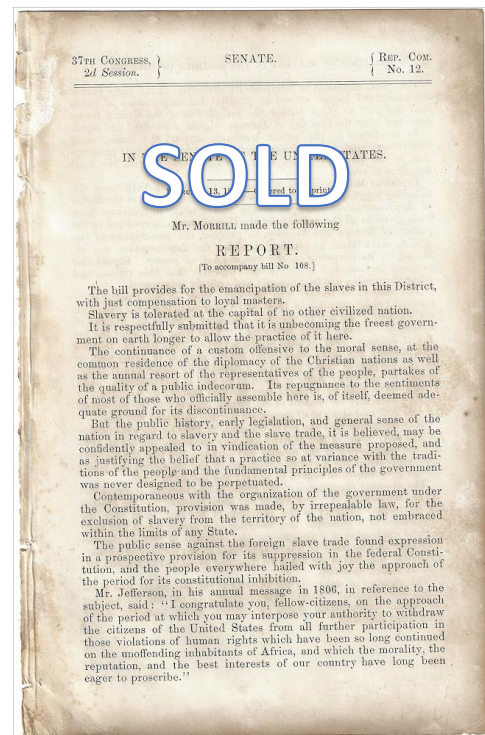 37TH CONGRESS,
2d Session.
SENATE.
REP. COM.
No. 12.
IN THE SENATE OF THE UNITED STATES.
SOLD
13, to print
Mr. MORRILL made the following
REPORT.
[To accompany bill No 108.]
The bill provides for the emancipation of the slaves in this District,
with just compensation to loyal masters.
Slavery is tolerated at the capital of no other civilized nation.
It is respectfully submitted that it is unbecoming the freest govern-
ment on earth longer to allow the practice of it here.
The continuance of a custom offensive to the moral sense, at the
common residence of the diplomacy of the Christian nations as well
as the annual resort of the representatives of the people, partakes of
the quality of a public indecorum. Its repugnance to the sentiments
of most of those who officially assemble here is, of itself, deemed ade-
quate ground for its discontinuance.
But the public history, early legislation, and general sense of the
nation in regard to slavery and the slave trade, it is believed, may be
confidently appealed to in vindication of the measure proposed, and
as justifying the belief that a practice so at variance with the tradi-
tions of the people and the fundamental principles of the government
was never designed to be perpetuated.
Contemporaneous with the organization of the government under
the Constitution, provision was made, by irrepealable law, for the
exclusion of slavery from the territory of the nation, not embraced
within the limits of any State.
The public sense against the foreign slave trade found expression
in a prospective provision for its suppression in the federal Consti-
tution, and the people everywhere hailed with joy the approach of
the period for its constitutional inhibition.
Mr. Jefferson, in his annual message in 1806, in reference to the
subject, said: "I congratulate you, fellow-citizens, on the approach
of the period at which you may interpose your authority to withdraw
the citizens of the United States from all further participation in
those violations of human rights which have been so long continued
on the unoffending inhabitants of Africa, and which the morality, the
reputation, and the best interests of our country have long been
eager to proscribe."